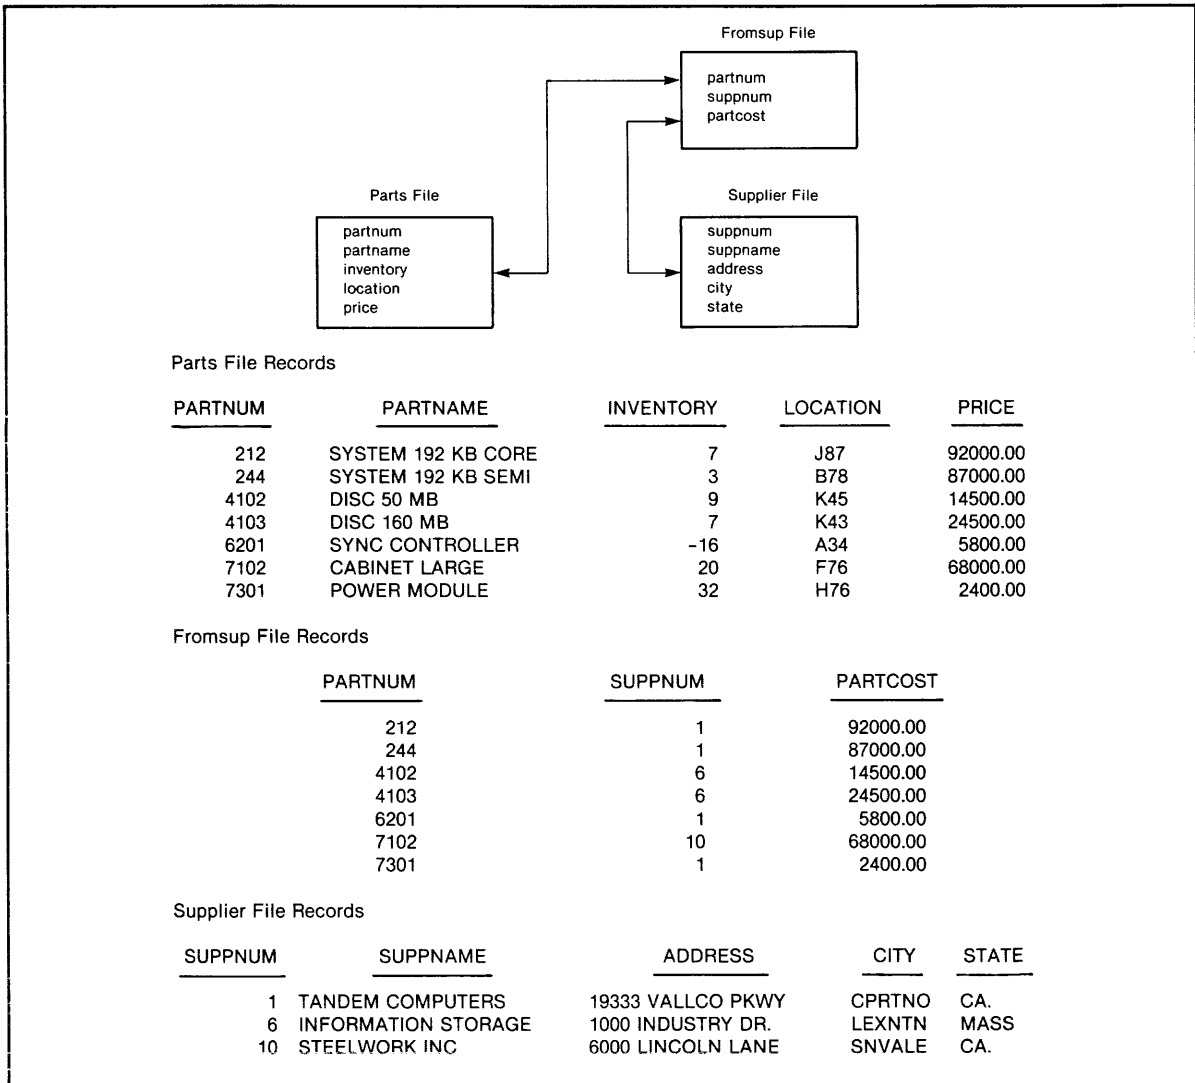 Fromsup File
partnum
suppnum
partcost
Parts File
partnum
partname
inventory
location
price
Supplier File
suppnum
suppname
address
city
state
Parts File Records
PARTNUM PARTNAME INVENTORY LOCATION PRICE
212 SYSTEM 192 KB CORE 7 J87 92000.00
244 SYSTEM 192 KB SEMI 3 B78 87000.00
4102 DISC 50 MB 9 K45 14500.00
4103 DISC 160 MB 7 K43 24500.00
6201 SYNC CONTROLLER -16 A34 5800.00
7102 CABINET LARGE 20 F76 68000.00
7301 POWER MODULE 32 H76 2400.00
Fromsup File Records
PARTNUM SUPPNUM PARTCOST
212 1 92000.00
244 1 87000.00
4102 6 14500.00
4103 6 24500.00
6201 1 5800.00
7102 10 68000.00
7301 1 2400.00
Supplier File Records
SUPPNUM SUPPNAME ADDRESS CITY STATE
1 TANDEM COMPUTERS 19333 VALLCO PKWY CPRTNO CA.
6 INFORMATION STORAGE 1000 INDUSTRY DR. LEXNTN MASS
10 STEELWORK INC 6000 LINCOLN LANE SNVALE CA.